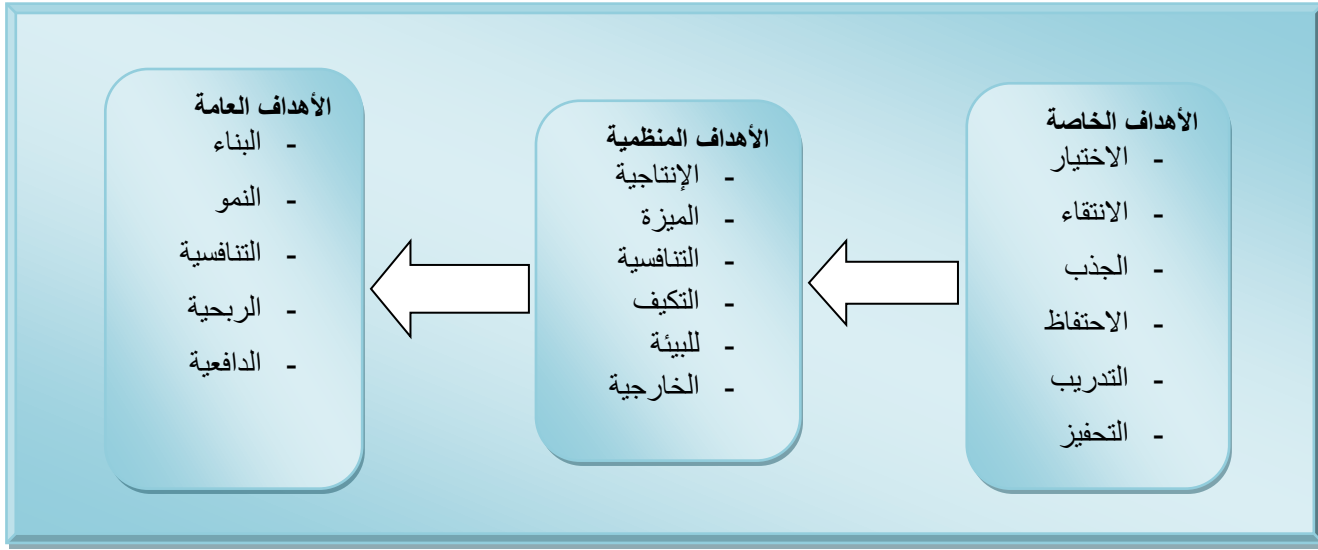 الأهداف الخاصة
- الاختيار
- الانتقاء
- الجذب
- الاحتفاظ
- التدريب
- التحفيز
الأهداف المنظمية
- الإنتاجية
- الميزة
- التنافسية
- التكيف
- للبيئة
- الخارجية
الأهداف العامة
- البناء
- النمو
- التنافسية
- الربحية
- الدافعية